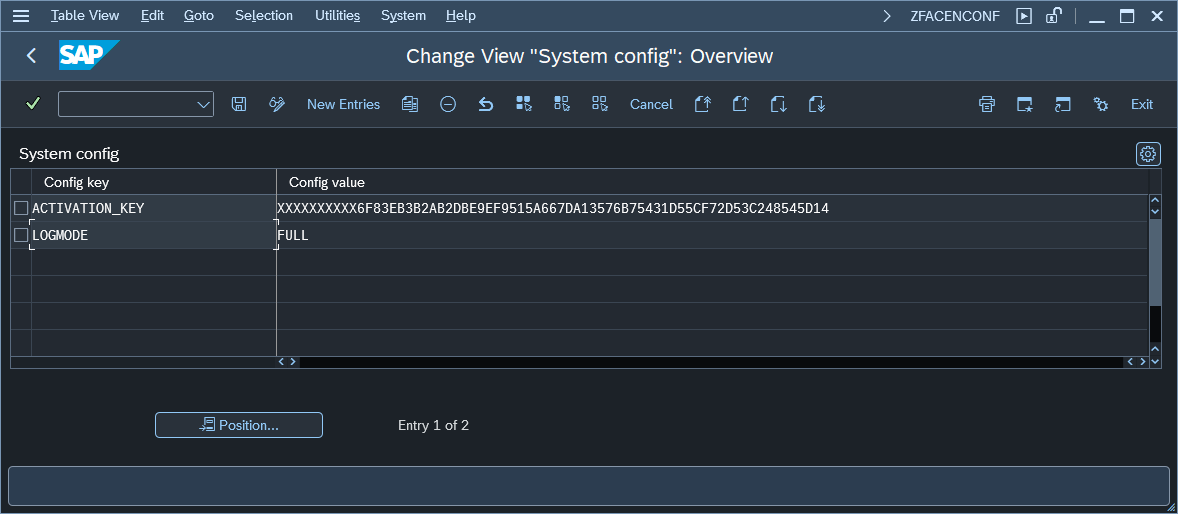 Table View Edit Goto Selection Utilities System Help ZFACENCONF
SAP Change View "System config": Overview
New Entries Cancel Exit
System config
Config key Config value
ACTIVATION_KEY XXXXXXXXXX6F83EB3B2AB2DBE9EF9515A667DA13576B75431D55CF72D53C248545D14
LOGMODE FULL
Position... Entry 1 of 2